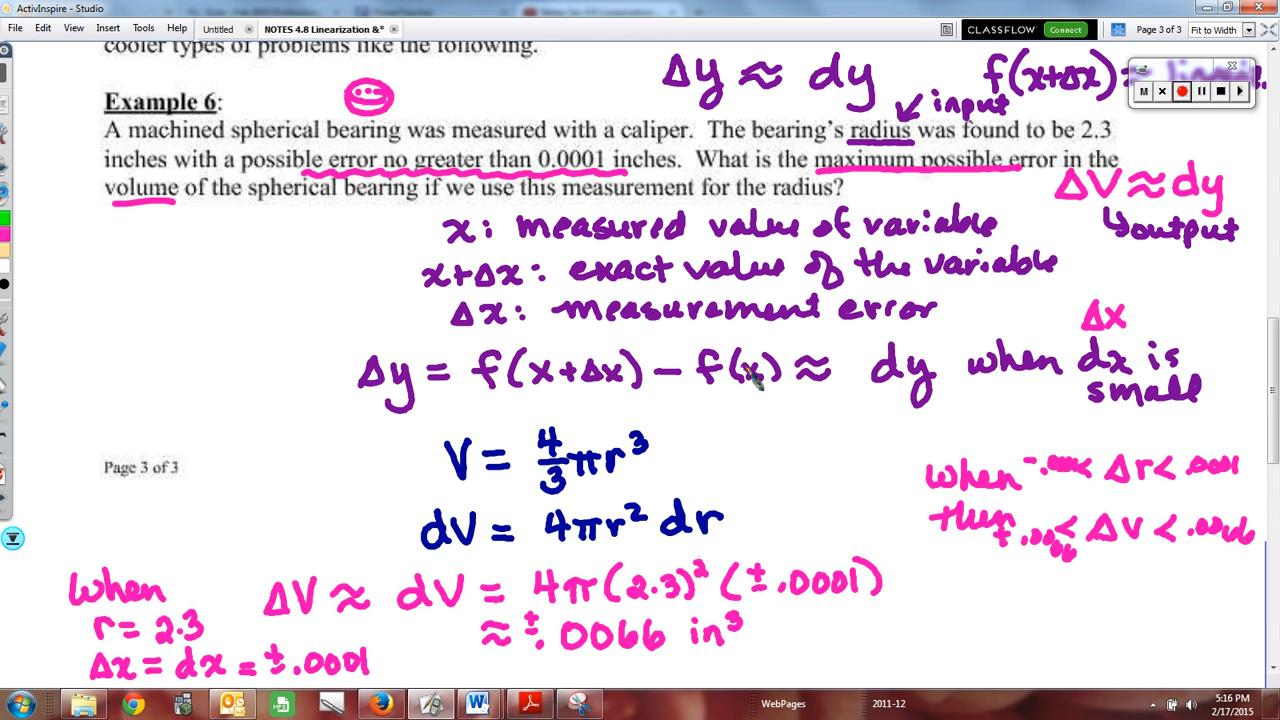 ActivInspire - Studio
File Edit View Insert Tools Help Untitled NOTES 4.8 Linearization &* CLASSFLOW Connect Page 3 of 3 Fit to Width
cooler types of problems like the following.
Δy ≈ dy f(x+Δx) =
M
Example 6:
input
A machined spherical bearing was measured with a caliper. The bearing's radius was found to be 2.3
inches with a possible error no greater than 0.0001 inches. What is the maximum possible error in the
volume of the spherical bearing if we use this measurement for the radius?
ΔV ≈ dy
output
x: measured value of variable
x+Δx: exact value of the variable
Δx: measurement error
Δx
Δy = f(x+Δx) - f(x) ≈ dy when dx is
small
V = 4/3 πr³
Page 3 of 3
when < Δr < .0001
dV = 4πr² dr
then < ΔV < .0066
when
r = 2.3
Δx = dx = ±.0001
ΔV ≈ dV = 4π(2.3)² (±.0001)
≈ ±.0066 in³
WebPages 2011-12 5:16 PM
2/17/2015